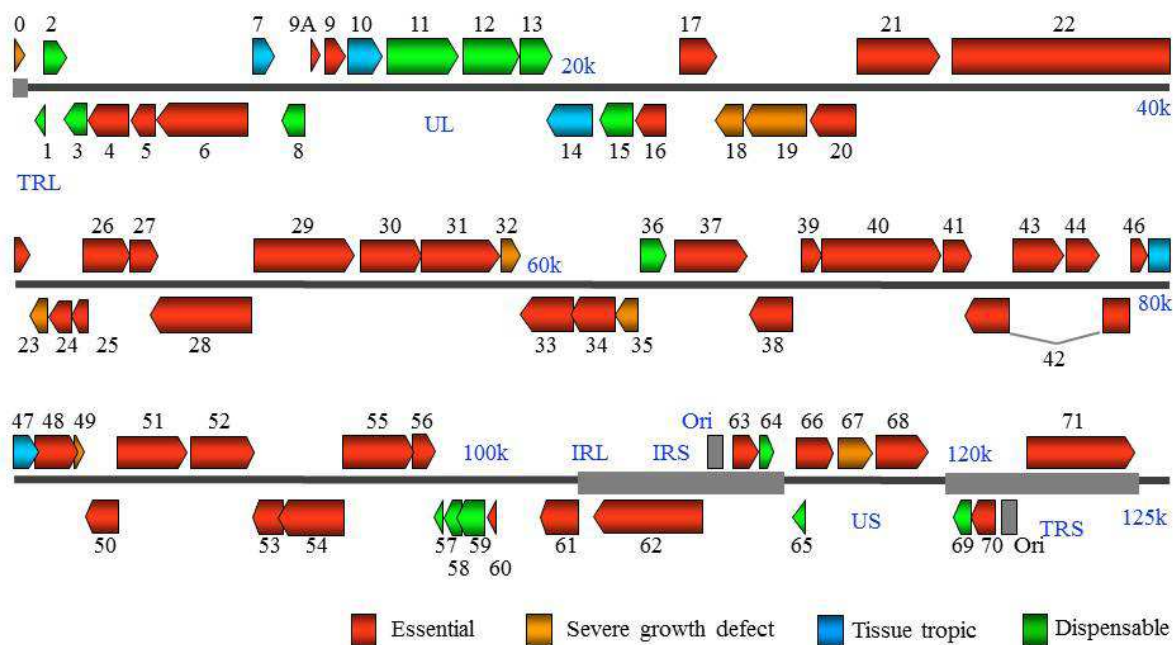 0 2 7 9A 9 10 11 12 13 17 21 22
20k
40k
1 3 4 5 6 8 UL 14 15 16 18 19 20
TRL
26 27 29 30 31 32 36 37 39 40 41 43 44 46
60k
80k
23 24 25 28 33 34 35 38 42
47 48 49 51 52 55 56 Ori 63 64 66 67 68 71
100k IRL IRS 120k
US TRS 125k
50 53 54 57 59 61 62 65 69 70 Ori
58 60
Essential Severe growth defect Tissue tropic Dispensable